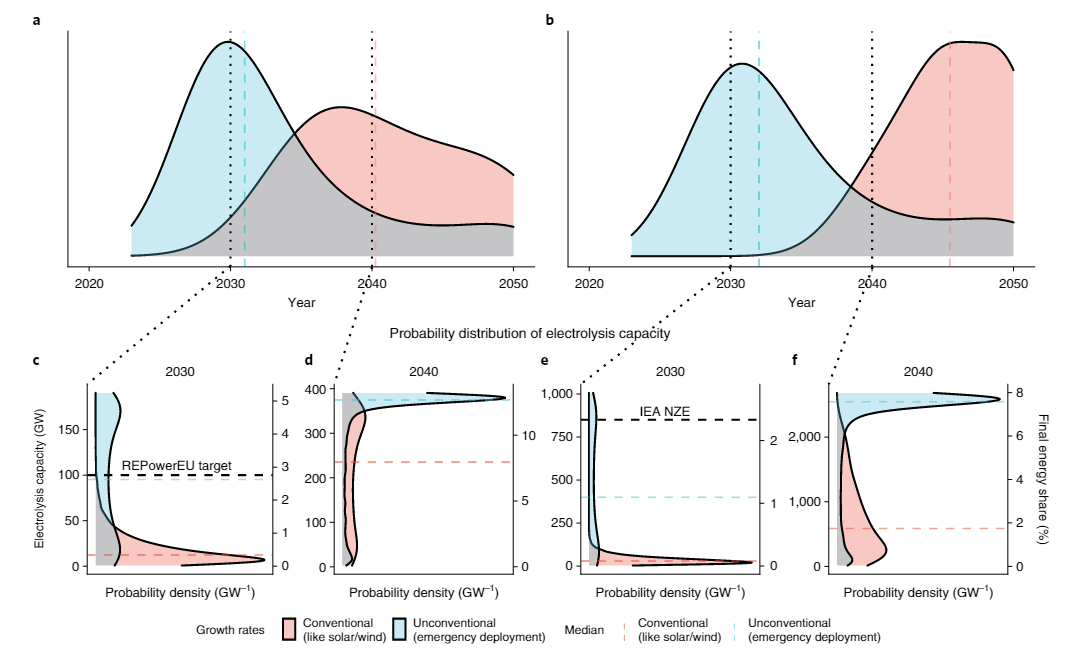 a
b
2020 2030 2040 2050
2020 2030 2040 2050
Year
Year
Probability distribution of electrolysis capacity
c
d
e
f
2030
2040
2030
2040
Electrolysis capacity (GW)
150
100
50
0
REPowerEU target
5
4
3
2
1
0
400
300
200
100
0
10
5
0
1,000
750
500
250
0
IEA NZE
2
1
0
2,000
1,000
0
8
6
4
2
0
Final energy share (%)
Probability density (GW⁻¹)
Probability density (GW⁻¹)
Probability density (GW⁻¹)
Probability density (GW⁻¹)
Growth rates
Conventional
(like solar/wind)
Unconventional
(emergency deployment)
Median
Conventional
(like solar/wind)
Unconventional
(emergency deployment)